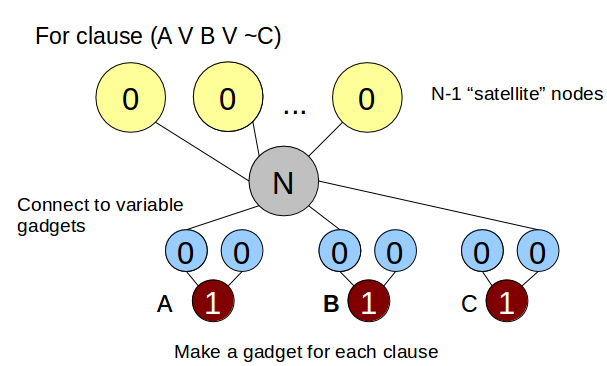 For clause (A V B V ~C)
0 0 ... 0
N-1 “satellite” nodes
N
Connect to variable
gadgets
0 0 0 0 0 0
A 1 B 1 C 1
Make a gadget for each clause